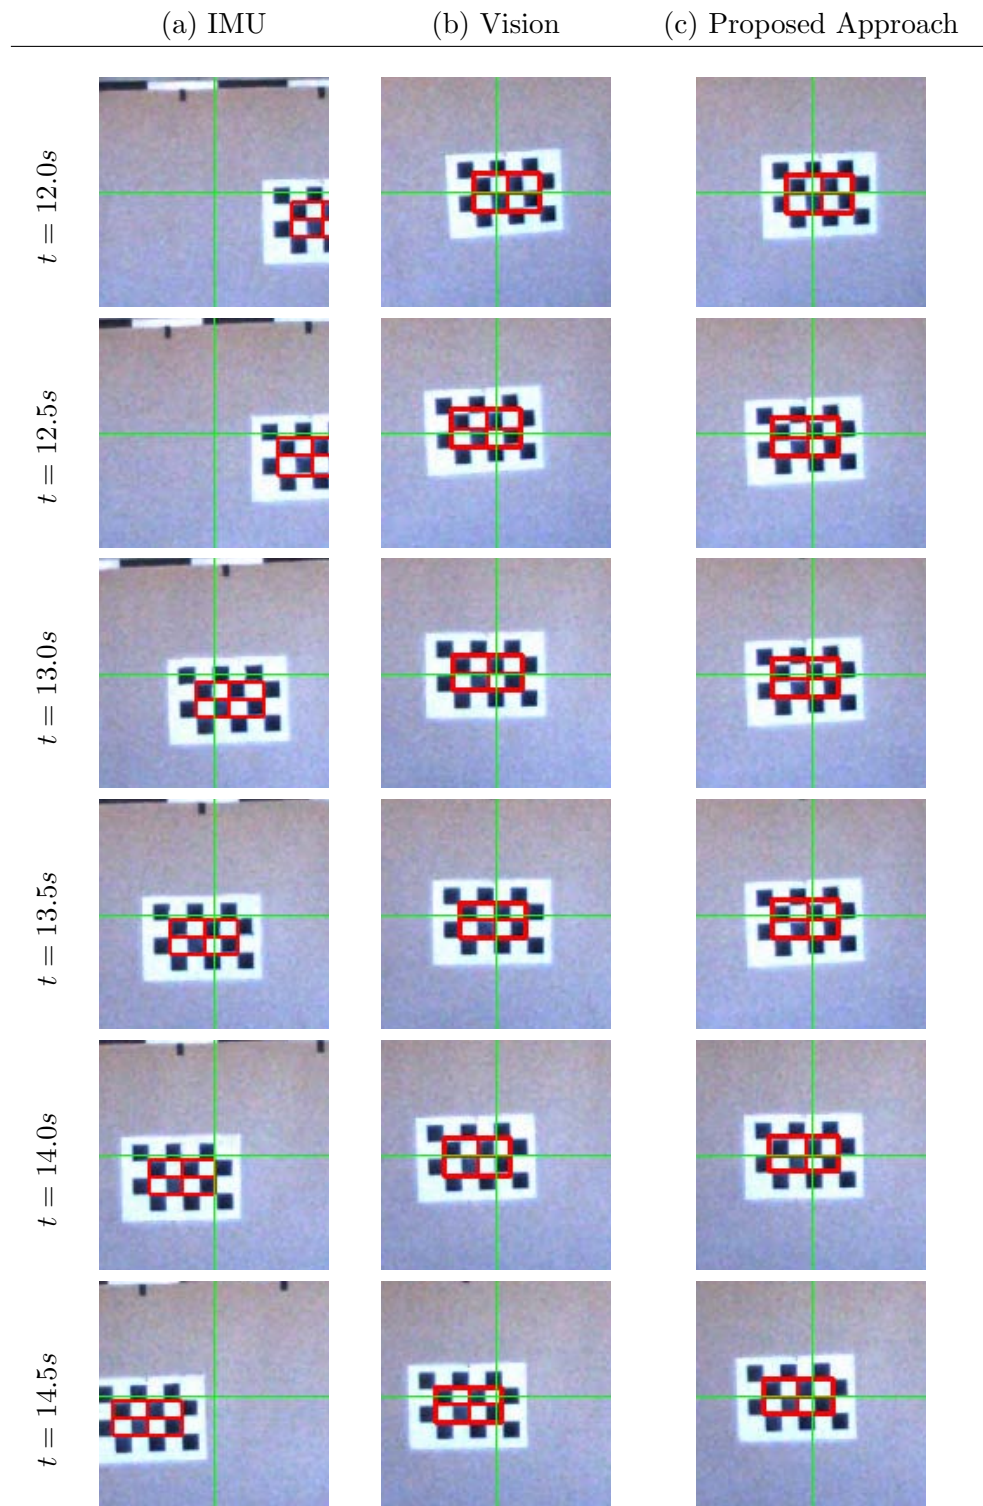 (a) IMU (b) Vision (c) Proposed Approach
t = 12.0s
t = 12.5s
t = 13.0s
t = 13.5s
t = 14.0s
t = 14.5s